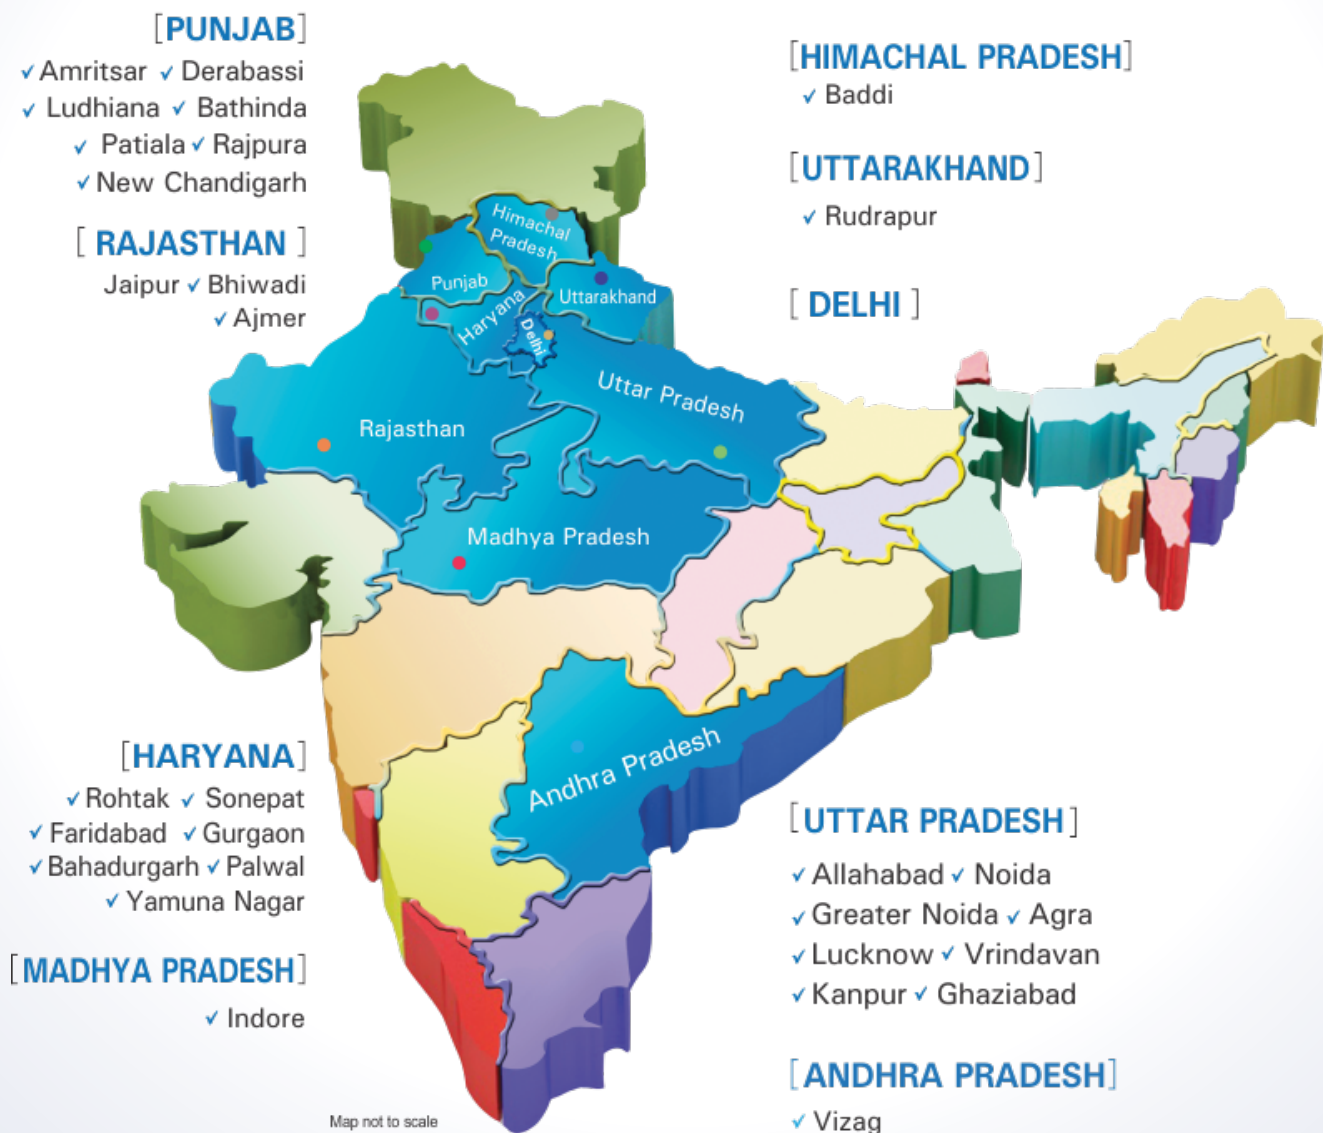 [PUNJAB]
✓ Amritsar ✓ Derabassi
✓ Ludhiana ✓ Bathinda
✓ Patiala ✓ Rajpura
✓ New Chandigarh
[ RAJASTHAN ]
Jaipur ✓ Bhiwadi
✓ Ajmer
[HIMACHAL PRADESH]
✓ Baddi
[UTTARAKHAND]
✓ Rudrapur
[ DELHI ]
Himachal
Pradesh
Punjab
Haryana
Uttarakhand
Delhi
Uttar Pradesh
Rajasthan
Madhya Pradesh
Andhra Pradesh
[HARYANA]
✓ Rohtak ✓ Sonepat
✓ Faridabad ✓ Gurgaon
✓ Bahadurgarh ✓ Palwal
✓ Yamuna Nagar
[MADHYA PRADESH]
✓ Indore
[UTTAR PRADESH]
✓ Allahabad ✓ Noida
✓ Greater Noida ✓ Agra
✓ Lucknow ✓ Vrindavan
✓ Kanpur ✓ Ghaziabad
[ANDHRA PRADESH]
✓ Vizag
Map not to scale